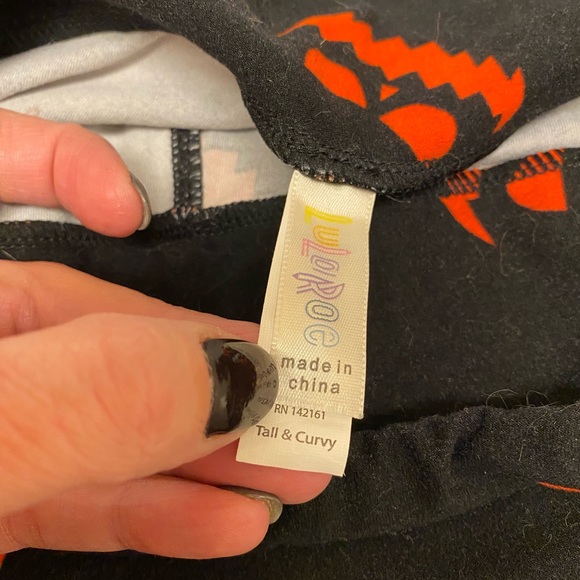 LuLaRoe
made in
china
RN 142161
Tall & Curvy